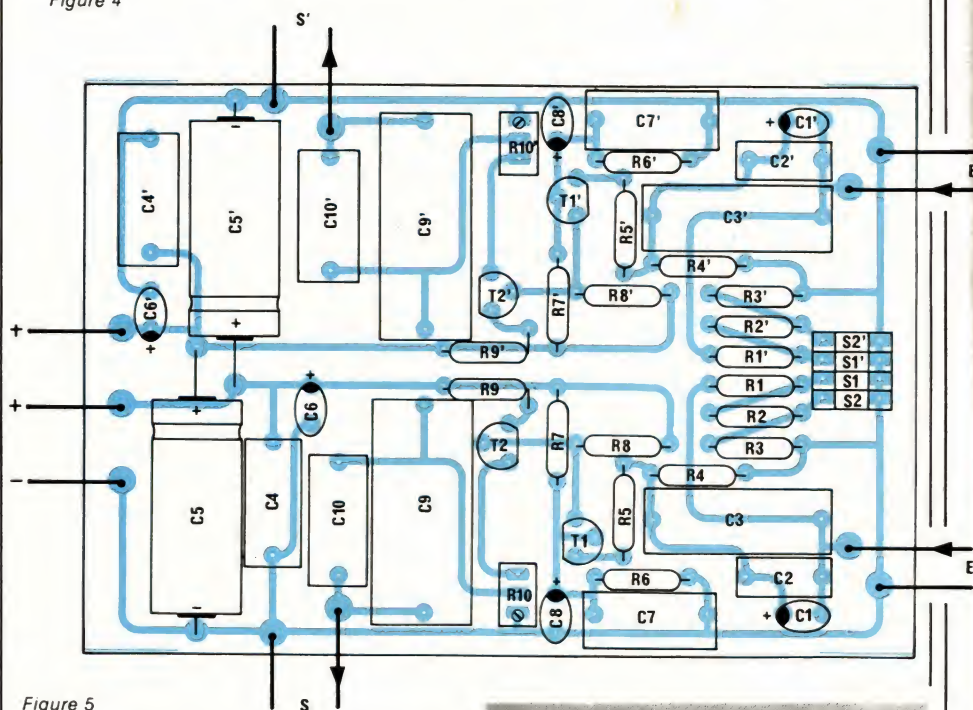 Figure 4
S'
C8'
C7'
+ C1'
R10'
R6'
C2'
E
C4'
C5'
C10'
C9'
T1'
R5'
C3'
R4'
C6'
T2'
R7'
R8'
R3'
R2'
S2'
+
+
R9'
R1'
S1'
+
C6
R9
R1
S1
S2
+
R2
T2
R7
R8
R3
-
R4
C5
C4
C10
C9
R5
C3
T1
E
R10
C8
R6
C2
C7
+ C1
S
Figure 5